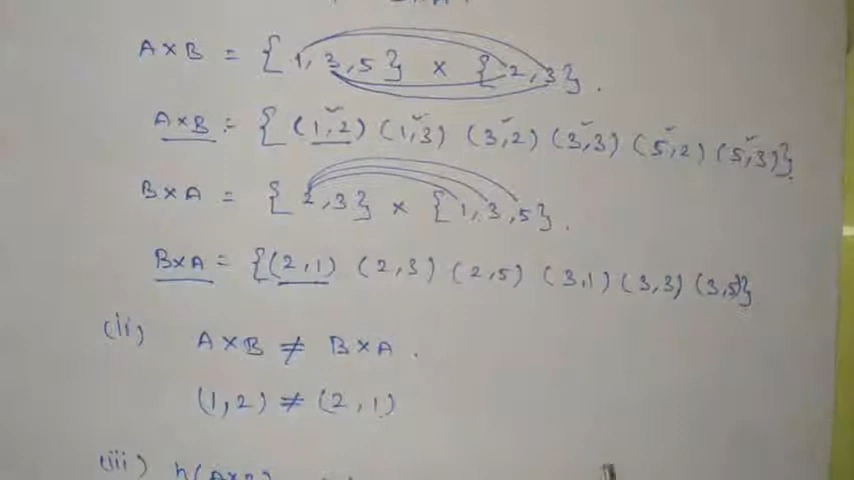 A×B = { 1, 3, 5 } × { 2, 3 } .
A×B = { (1,2) (1,3) (3,2) (3,3) (5,2) (5,3) } .
B×A = { 2, 3 } × { 1, 3, 5 } .
B×A = { (2,1) (2,3) (2,5) (3,1) (3,3) (3,5) }
(ii) A×B ≠ B×A .
(1,2) ≠ (2,1)
(iii) n(A×B)